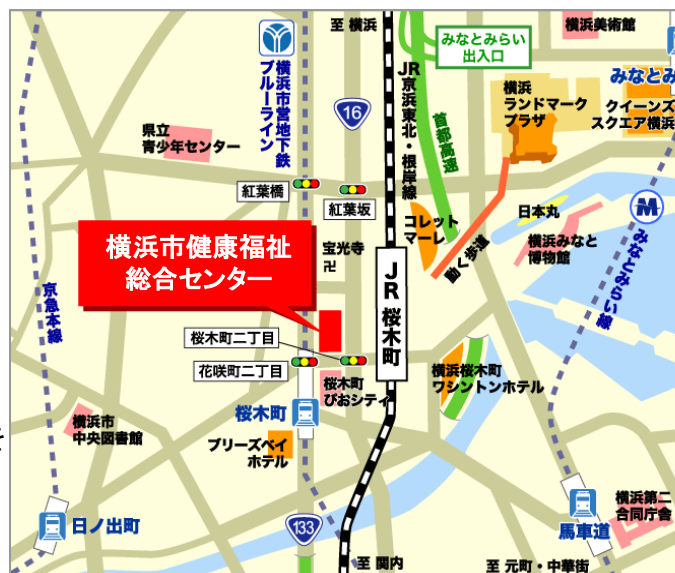 至 横浜
みなとみらい
出入口
横浜美術館
みなとみ
クイーンズ
スクエア横浜
横浜
ランドマーク
プラザ
横浜市営地下鉄
ブルーライン
16
JR
京浜東北・根岸線
首都高速
県立
青少年センター
紅葉橋
紅葉坂
コレット
マーレ
動く歩道
日本丸
横浜みなと
博物館
M
みなとみらい線
横浜市健康福祉
総合センター
宝光寺
卍
JR 桜木町
京急本線
桜木町二丁目
花咲町二丁目
桜木町
ぴおシティ
横浜桜木町
ワシントンホテル
桜木町
ブリーズベイ
ホテル
横浜市
中央図書館
を
日ノ出町
133
馬車道
横浜第二
合同庁舎
至 関内
至 元町・中華街